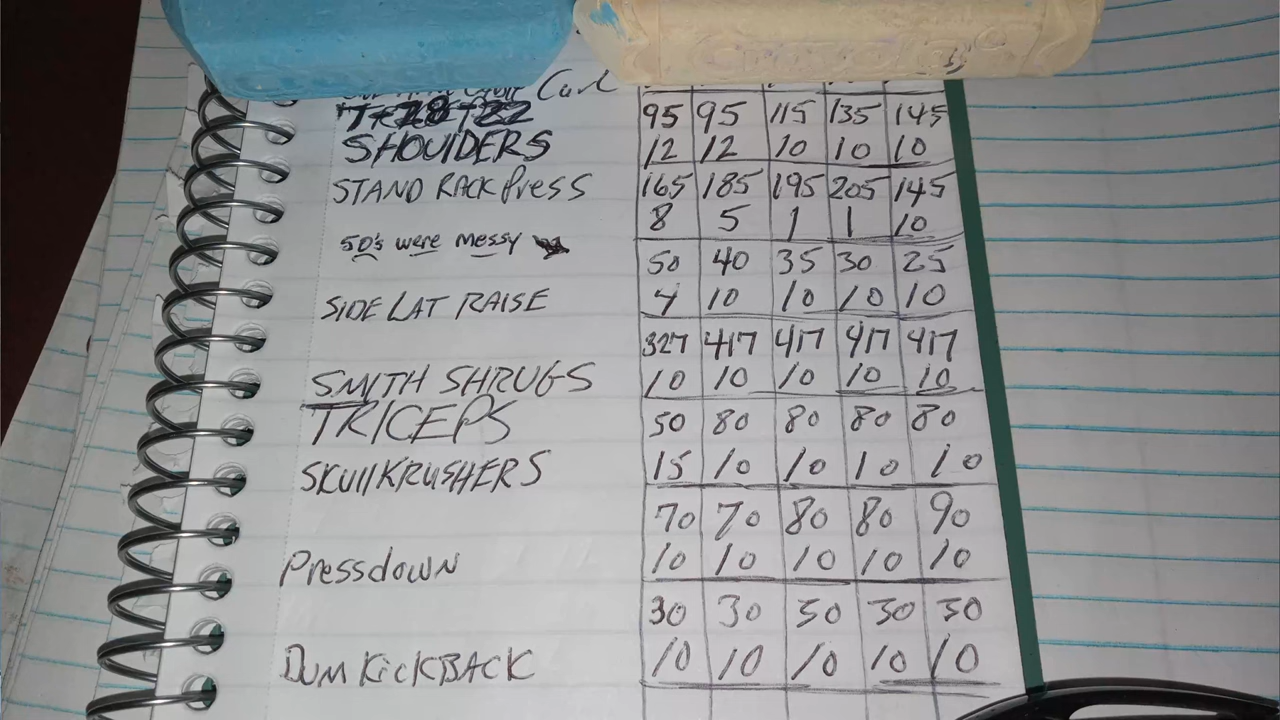 Crayola
Curl
95 95 115 135 145
SHOUlDERS 12 12 10 10 10
STAND RACK Press 165 185 195 205 145
8 5 1 1 10
50's were messy
50 40 35 30 25
SIDE LAT RAISE 4 10 10 10 10
327 417 417 417 417
SMITH SHRUGS 10 10 10 10 10
TRICEPS 50 80 80 80 80
SKUllKRUSHERS 15 10 10 10 10
70 70 80 80 90
PressdowN 10 10 10 10 10
30 30 30 30 30
DUM KicKBACK 10 10 10 10 10